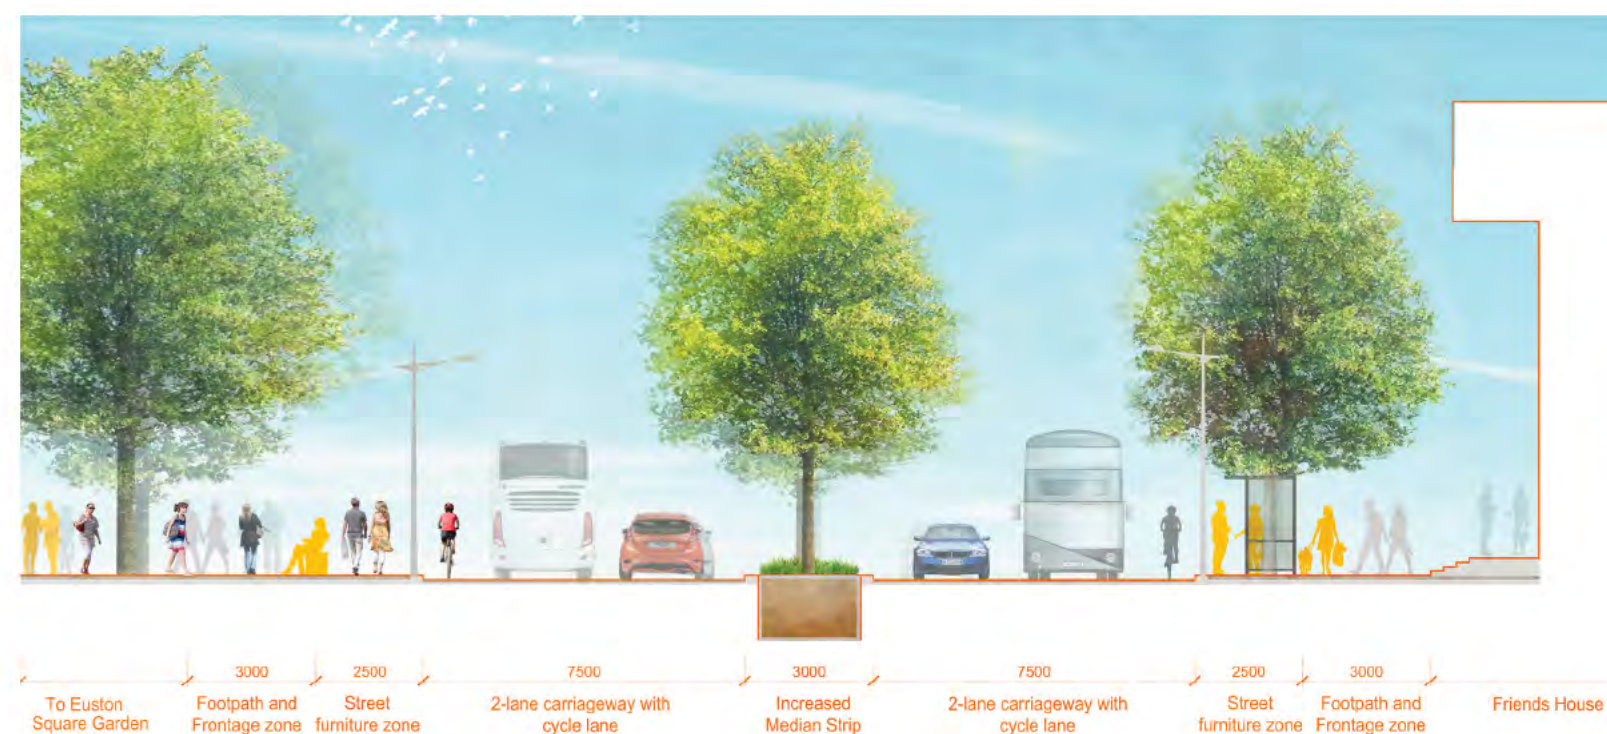 3000
2500
7500
3000
7500
2500
3000
To Euston
Square Garden
Footpath and
Frontage zone
Street
furniture zone
2-lane carriageway with
cycle lane
Increased
Median Strip
2-lane carriageway with
cycle lane
Street
furniture zone
Footpath and
Frontage zone
Friends House